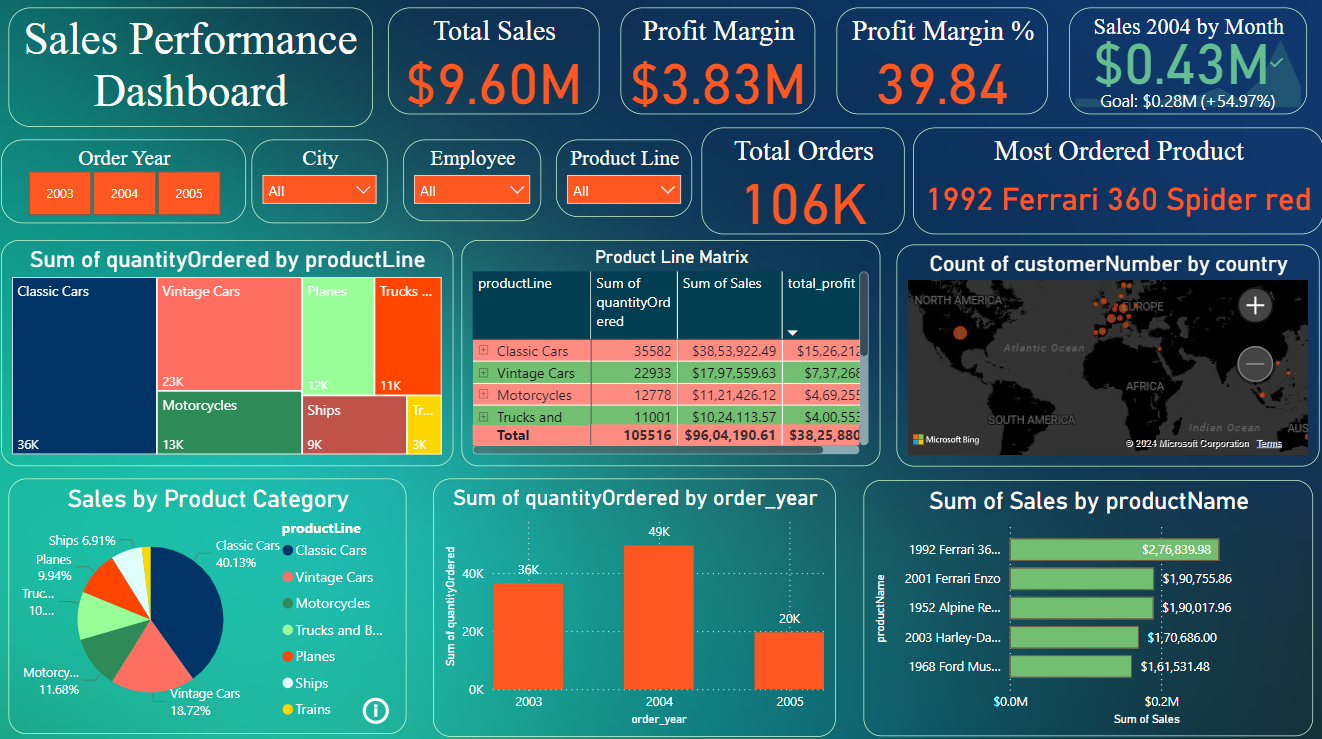 Sales Performance
Dashboard
Total Sales
$9.60M
Profit Margin
$3.83M
Profit Margin %
39.84
Sales 2004 by Month
$0.43M
Goal: $0.28M (+54.97%)
Order Year
2003
2004
2005
City
All
Employee
All
Product Line
All
Total Orders
106K
Most Ordered Product
1992 Ferrari 360 Spider red
Sum of quantityOrdered by productLine
Classic Cars
36K
Vintage Cars
23K
Motorcycles
13K
Planes
12K
Trucks ...
11K
Ships
9K
Tr...
3K
Product Line Matrix
productLine Sum of quantityOrd ered Sum of Sales total_profit
Classic Cars 35582 $38,53,922.49 $15,26,212
Vintage Cars 22933 $17,97,559.63 $7,37,268
Motorcycles 12778 $11,21,426.12 $4,69,255
Trucks and 11001 $10,24,113.57 $4,00,553
Total 105516 $96,04,190.61 $38,25,880
Count of customerNumber by country
NORTH AMERICA
EUROPE
Atlantic Ocean
AFRICA
SOUTH AMERICA
Indian Ocean
AUS
Microsoft Bing
© 2024 Microsoft Corporation Terms
Sales by Product Category
Ships 6.91%
Planes
9.94%
Truc...
10....
Motorcy...
11.68%
Vintage Cars
18.72%
Classic Cars
40.13%
productLine
Classic Cars
Vintage Cars
Motorcycles
Trucks and B...
Planes
Ships
Trains
Sum of quantityOrdered by order_year
Sum of quantityOrdered
40K
20K
0K
36K
49K
20K
2003
2004
2005
order_year
Sum of Sales by productName
productName
1992 Ferrari 36... $2,76,839.98
2001 Ferrari Enzo $1,90,755.86
1952 Alpine Re... $1,90,017.96
2003 Harley-Da... $1,70,686.00
1968 Ford Mus... $1,61,531.48
$0.0M
$0.2M
Sum of Sales